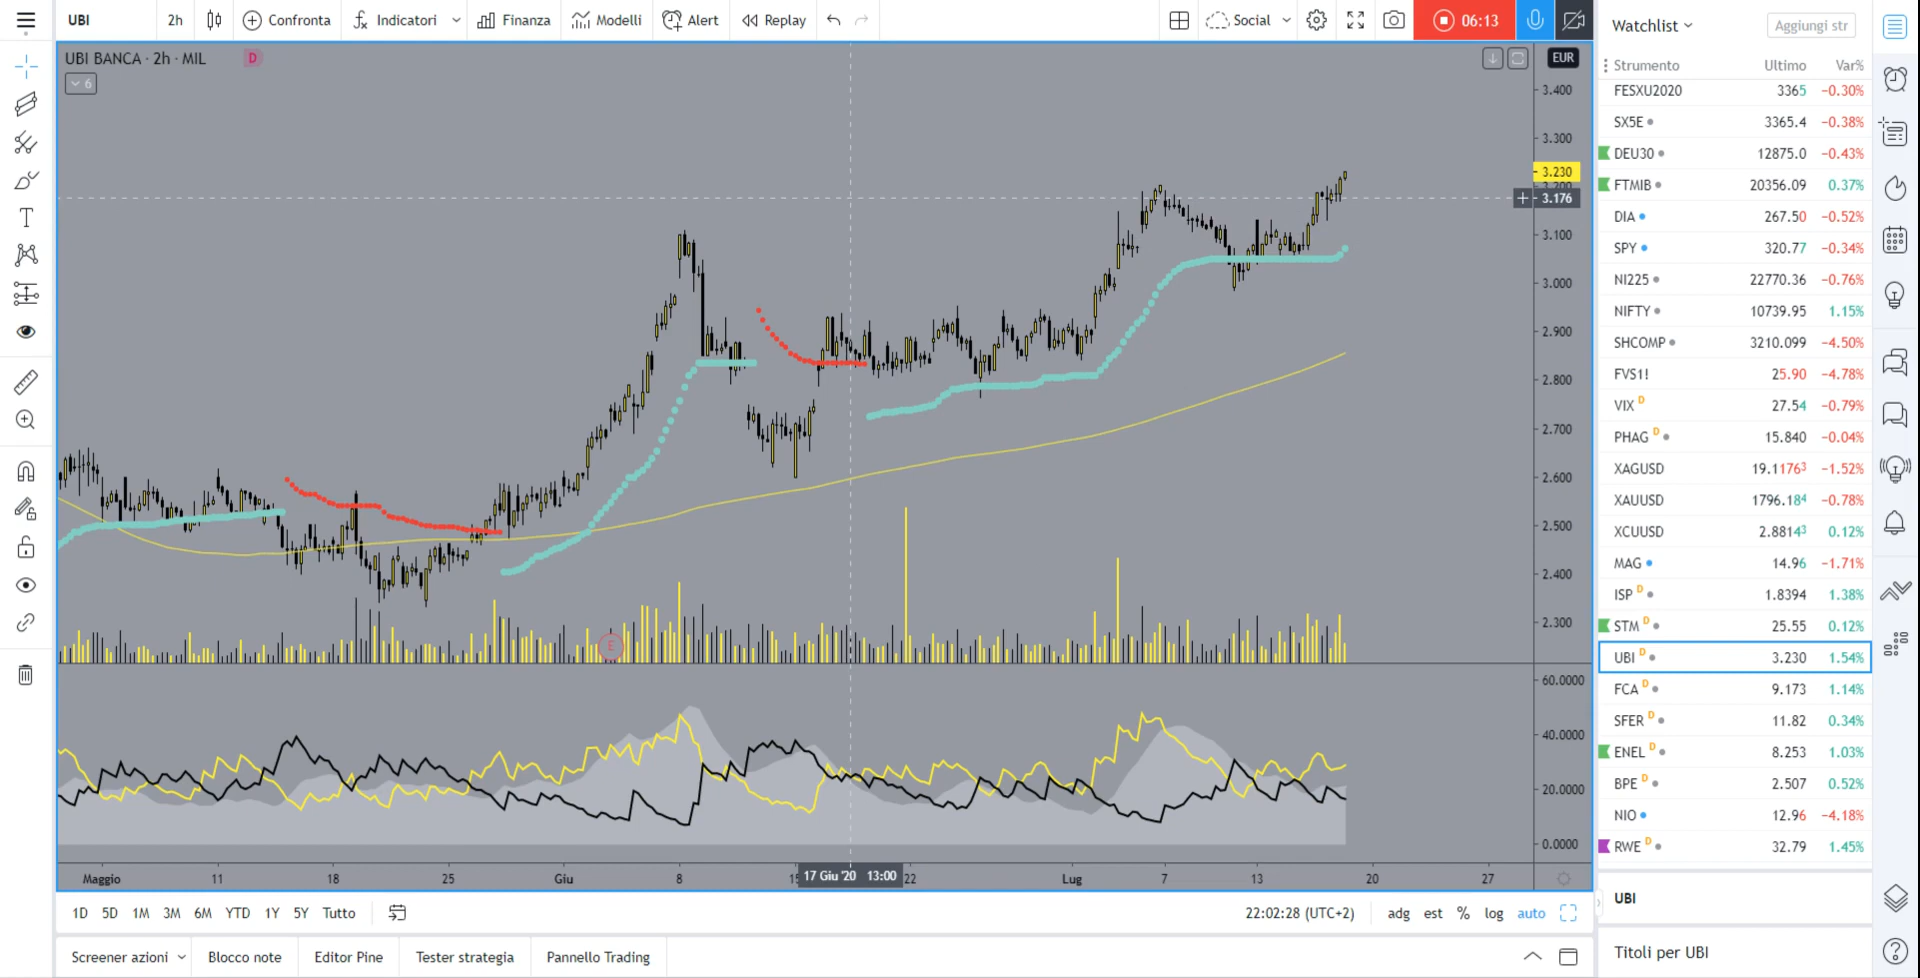 UBI 2h Confronta Indicatori Finanza Modelli Alert Replay Social 06:13
Watchlist Aggiungi str
UBI BANCA · 2h · MIL D EUR
6
3.400
3.300
3.230
3.176
3.100
3.000
2.900
2.800
2.700
2.600
2.500
2.400
2.300
E
60.0000
40.0000
20.0000
0.0000
Maggio 11 18 25 Giu 8 15 17 Giu '20 13:00 22 Lug 7 13 20 27
1D 5D 1M 3M 6M YTD 1Y 5Y Tutto 22:02:28 (UTC+2) adg est % log auto
Screener azioni Blocco note Editor Pine Tester strategia Pannello Trading
Strumento Ultimo Var%
FESXU2020 3365 −0.30%
SX5E 3365.4 −0.38%
DEU30 12875.0 −0.43%
FTMIB 20356.09 0.37%
DIA 267.50 −0.52%
SPY 320.77 −0.34%
NI225 22770.36 −0.76%
NIFTY 10739.95 1.15%
SHCOMP 3210.099 −4.50%
FVS1! 25.90 −4.78%
VIX D 27.54 −0.79%
PHAG D 15.840 −0.04%
XAGUSD 19.1176³ −1.52%
XAUUSD 1796.184 −0.78%
XCUUSD 2.8814³ 0.12%
MAG 14.96 −1.71%
ISP D 1.8394 1.38%
STM D 25.55 0.12%
UBI D 3.230 1.54%
FCA D 9.173 1.14%
SFER D 11.82 0.34%
ENEL D 8.253 1.03%
BPE D 2.507 0.52%
NIO 12.96 −4.18%
RWE D 32.79 1.45%
UBI
Titoli per UBI